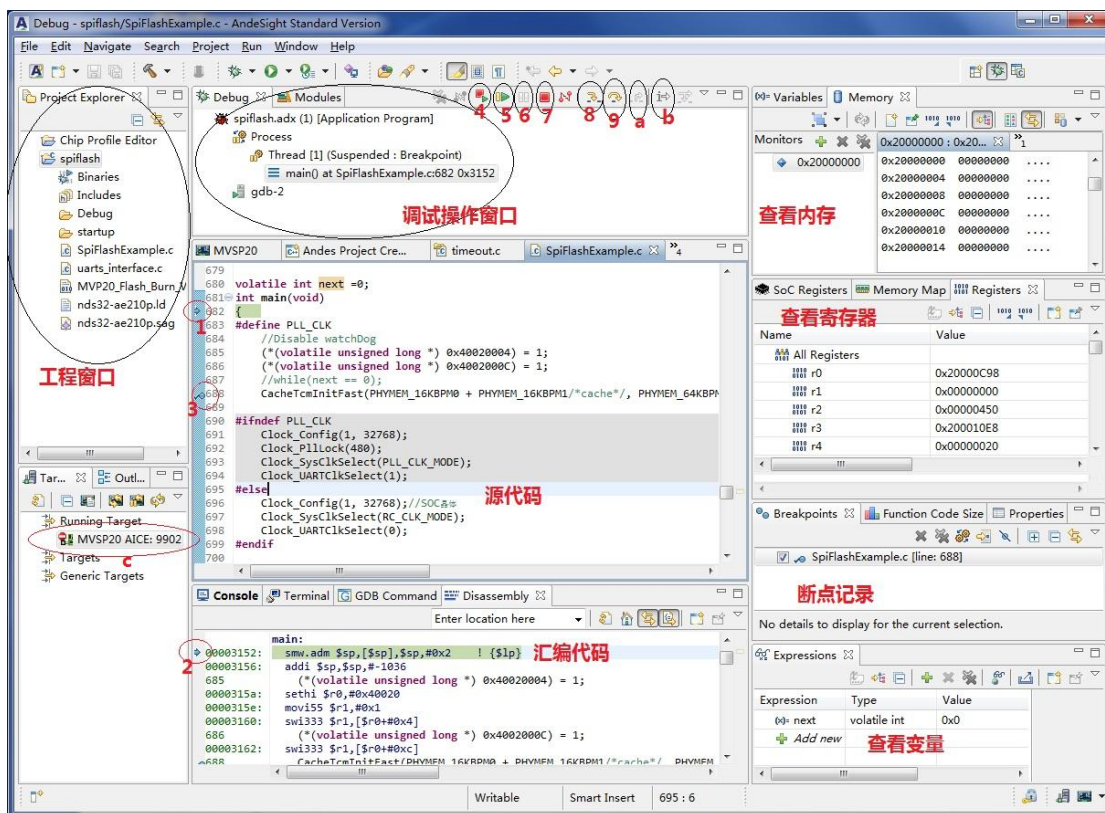 Debug - spiflash/SpiFlashExample.c - AndeSight Standard Version
File Edit Navigate Search Project Run Window Help
Project Explorer
Chip Profile Editor
spiflash
Binaries
Includes
Debug
startup
SpiFlashExample.c
uarts_interface.c
MVP20_Flash_Burn_V
nds32-ae210p.ld
nds32-ae210p.sag
工程窗口
Tar... Outl...
Running Target
MVSP20 AICE: 9902
c
Targets
Generic Targets
Debug Modules
4 5 6 7 8 9 a b
spiflash.adx (1) [Application Program]
Process
Thread [1] (Suspended : Breakpoint)
main() at SpiFlashExample.c:682 0x3152
gdb-2
调试操作窗口
MVSP20 Andes Project Cre... timeout.c SpiFlashExample.c "4
679
680 volatile int next =0;
681 int main(void)
682 {
1
683 #define PLL_CLK
684 //Disable watchDog
685 (*(volatile unsigned long *) 0x40020004) = 1;
686 (*(volatile unsigned long *) 0x4002000C) = 1;
687 //while(next == 0);
688 CacheTcmInitFast(PHYMEM_16KBPM0 + PHYMEM_16KBPM1/*cache*/, PHYMEM_64KBPM
3
689
690 #ifndef PLL_CLK
691 Clock_Config(1, 32768);
692 Clock_PllLock(480);
693 Clock_SysClkSelect(PLL_CLK_MODE);
694 Clock_UARTClkSelect(1);
695 #else
源代码
696 Clock_Config(1, 32768);//SOC
697 Clock_SysClkSelect(RC_CLK_MODE);
698 Clock_UARTClkSelect(0);
699 #endif
700
Console Terminal GDB Command Disassembly
Enter location here
main:
2
00003152: smw.adm $sp,[$sp],$sp,#0x2 ! {$lp}
汇编代码
00003156: addi $sp,$sp,#-1036
685 (*(volatile unsigned long *) 0x40020004) = 1;
0000315a: sethi $r0,#0x40020
0000315e: movi55 $r1,#0x1
00003160: swi333 $r1,[$r0+#0x4]
686 (*(volatile unsigned long *) 0x4002000C) = 1;
00003162: swi333 $r1,[$r0+#0xc]
688 CacheTcmInitFast(PHYMEM_16KBPM0 + PHYMEM_16KBPM1/*cache*/, PHYMEM
Variables Memory
Monitors
0x20000000
0x20000000 : 0x20... "1
0x20000000 00000000 ....
0x20000004 00000000 ....
0x20000008 00000000 ....
0x2000000C 00000000 ....
0x20000010 00000000 ....
0x20000014 00000000 ....
查看内存
SoC Registers Memory Map Registers
查看寄存器
Name Value
All Registers
r0 0x20000C98
r1 0x00000000
r2 0x00000450
r3 0x200010E8
r4 0x00000020
Breakpoints Function Code Size Properties
SpiFlashExample.c [line: 688]
断点记录
No details to display for the current selection.
Expressions
Expression Type Value
next volatile int 0x0
Add new
查看变量
Writable Smart Insert 695 : 6